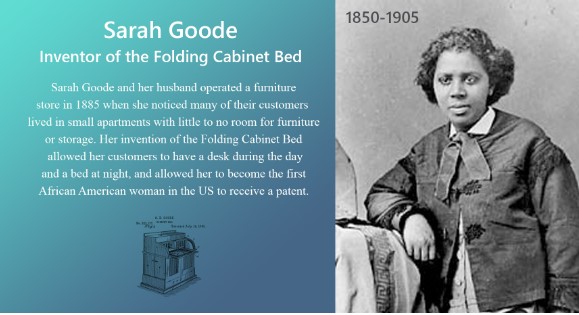 Sarah Goode
Inventor of the Folding Cabinet Bed
Sarah Goode and her husband operated a furniture
store in 1885 when she noticed many of their customers
lived in small apartments with little to no room for furniture
or storage. Her invention of the Folding Cabinet Bed
allowed her customers to have a desk during the day
and a bed at night, and allowed her to become the first
African American woman in the US to receive a patent.
1850-1905